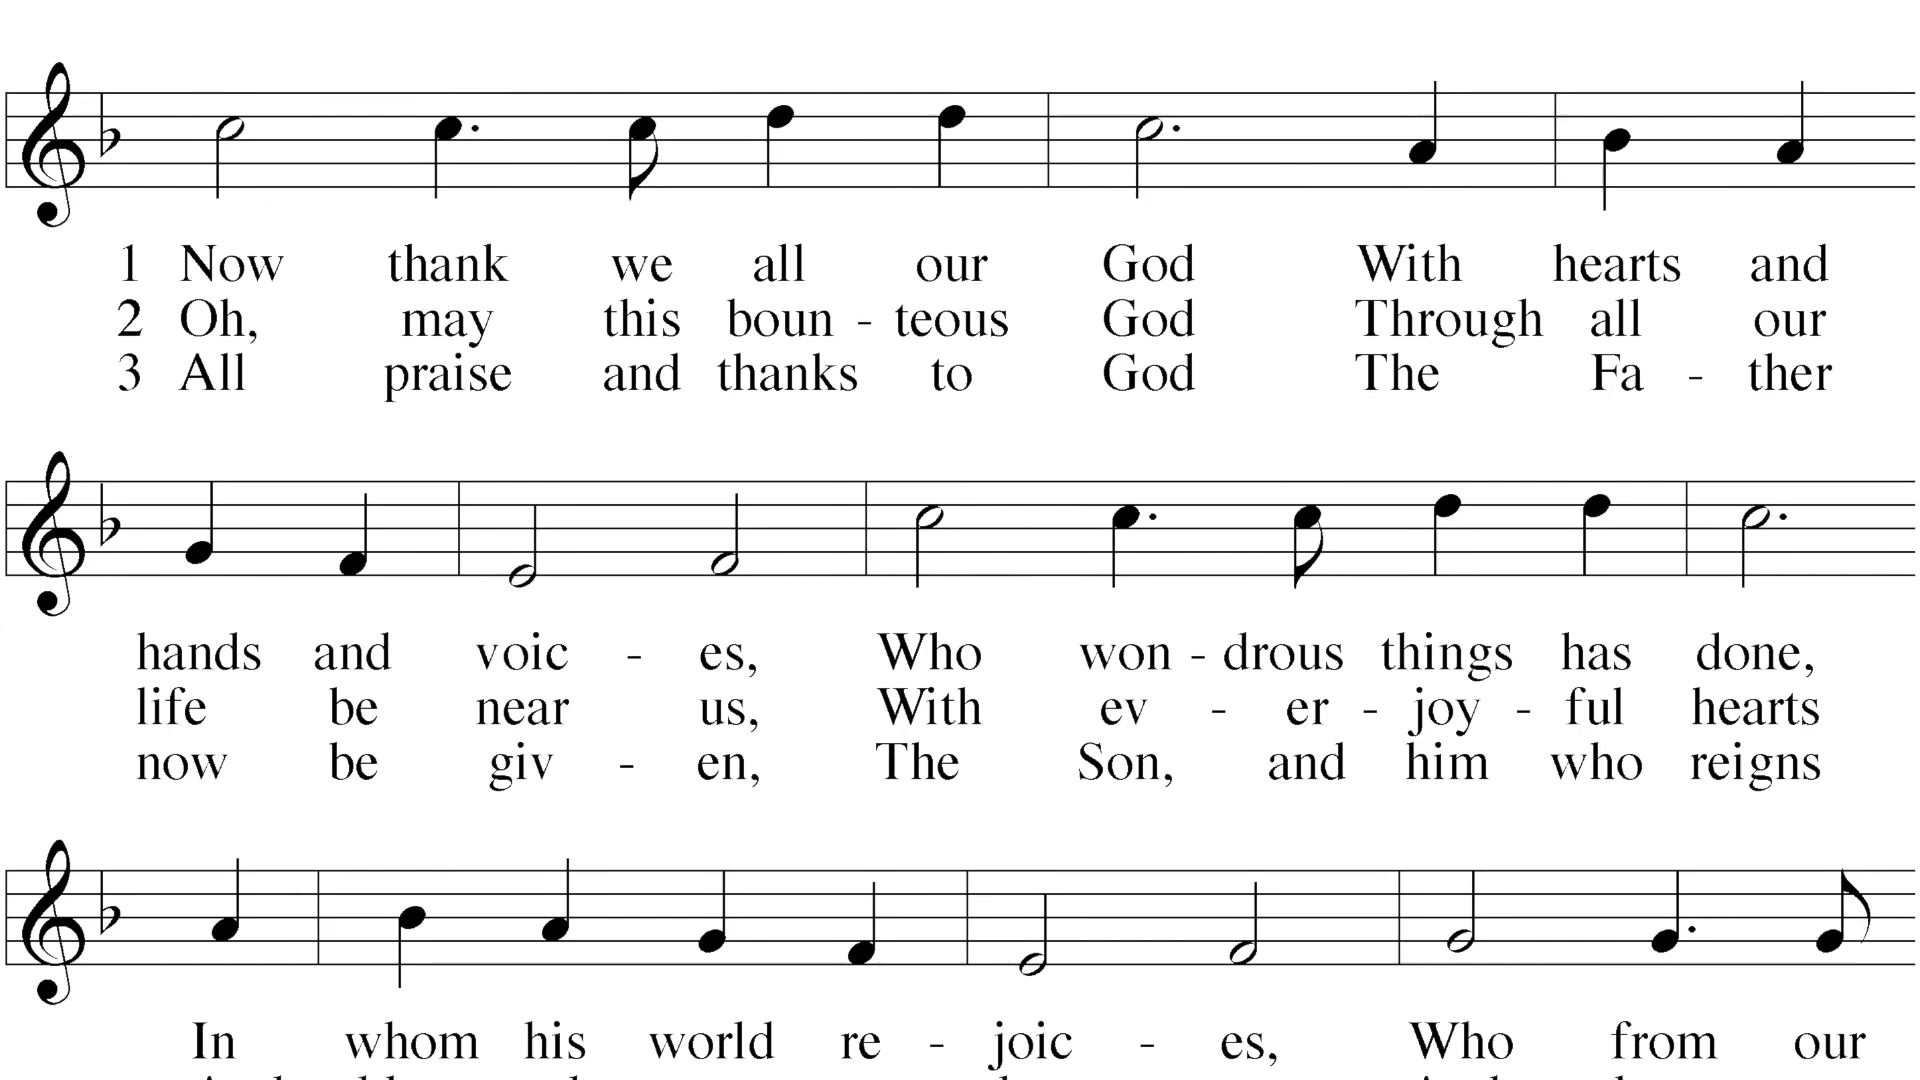 1 Now thank we all our God With hearts and
2 Oh, may this boun - teous God Through all our
3 All praise and thanks to God The Fa - ther
hands and voic - es, Who won - drous things has done,
life be near us, With ev - er - joy - ful hearts
now be giv - en, The Son, and him who reigns
In whom his world re - joic - es, Who from our